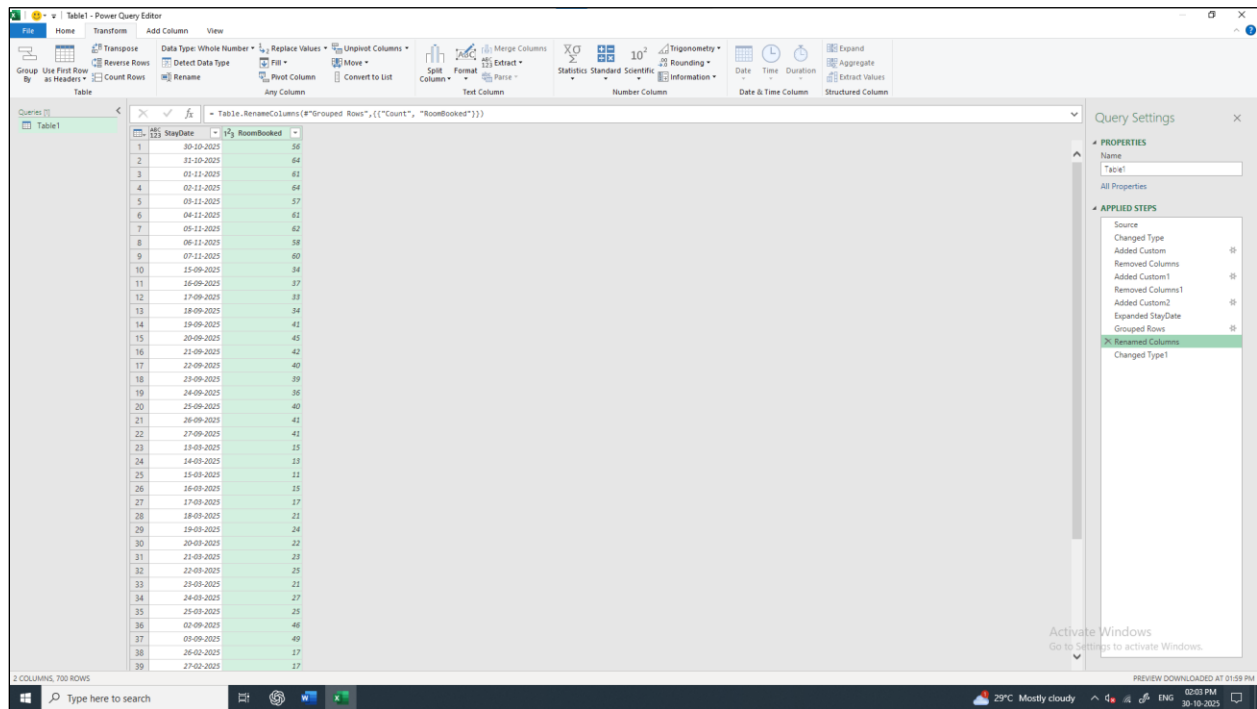 Table1 - Power Query Editor
File Home Transform Add Column View
Group By
Use First Row as Headers
Transpose
Reverse Rows
Count Rows
Table
Data Type: Whole Number
Detect Data Type
Rename
Replace Values
Fill
Pivot Column
Unpivot Columns
Move
Convert to List
Any Column
Split Column
Format
Merge Columns
Extract
Parse
Text Column
Statistics
Standard
Scientific
Trigonometry
Rounding
Information
Number Column
Date
Time
Duration
Date & Time Column
Expand
Aggregate
Extract Values
Structured Column
Queries [1]
Table1
= Table.RenameColumns(#"Grouped Rows",{{"Count", "RoomBooked"}})
StayDate RoomBooked
1 30-10-2025 56
2 31-10-2025 64
3 01-11-2025 61
4 02-11-2025 64
5 03-11-2025 57
6 04-11-2025 61
7 05-11-2025 62
8 06-11-2025 58
9 07-11-2025 60
10 15-09-2025 34
11 16-09-2025 37
12 17-09-2025 33
13 18-09-2025 34
14 19-09-2025 41
15 20-09-2025 45
16 21-09-2025 42
17 22-09-2025 40
18 23-09-2025 39
19 24-09-2025 36
20 25-09-2025 40
21 26-09-2025 41
22 27-09-2025 41
23 13-03-2025 15
24 14-03-2025 13
25 15-03-2025 11
26 16-03-2025 15
27 17-03-2025 17
28 18-03-2025 21
29 19-03-2025 24
30 20-03-2025 22
31 21-03-2025 23
32 22-03-2025 25
33 23-03-2025 21
34 24-03-2025 27
35 25-03-2025 25
36 02-09-2025 46
37 03-09-2025 49
38 26-02-2025 17
39 27-02-2025 17
Query Settings
PROPERTIES
Name
Table1
All Properties
APPLIED STEPS
Source
Changed Type
Added Custom
Removed Columns
Added Custom1
Removed Columns1
Added Custom2
Expanded StayDate
Grouped Rows
Renamed Columns
Changed Type1
Activate Windows
Go to Settings to activate Windows.
2 COLUMNS, 700 ROWS
PREVIEW DOWNLOADED AT 01:59 PM
Type here to search
29°C Mostly cloudy
ENG
02:03 PM
30-10-2025